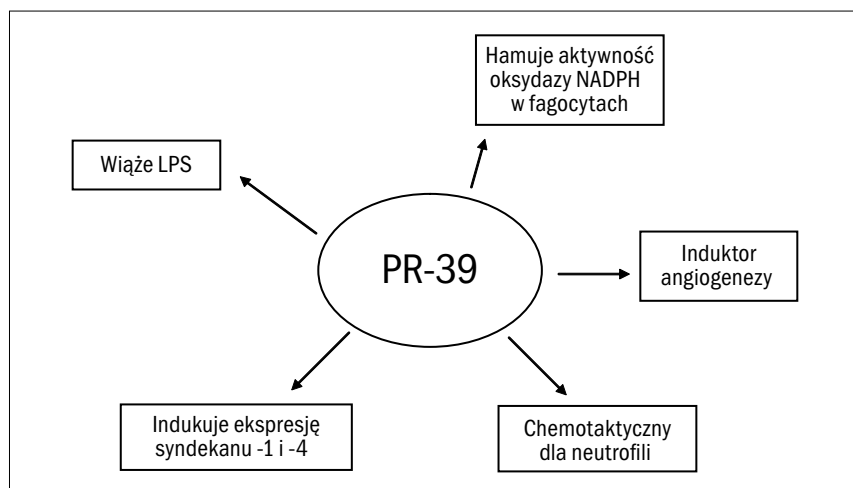 Hamuje aktywność
oksydazy NADPH
w fagocytach
Wiąże LPS
PR-39
Induktor
angiogenezy
Indukuje ekspresję
syndekanu -1 i -4
Chemotaktyczny
dla neutrofili